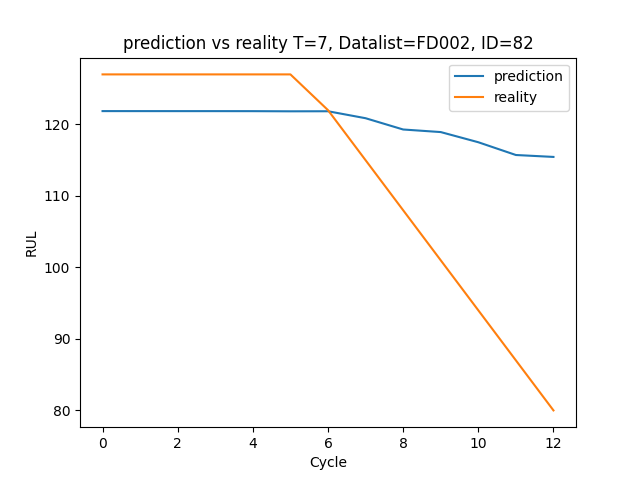 prediction vs reality T=7, Datalist=FD002, ID=82
prediction
reality
RUL
120
110
100
90
80
0 2 4 6 8 10 12
Cycle